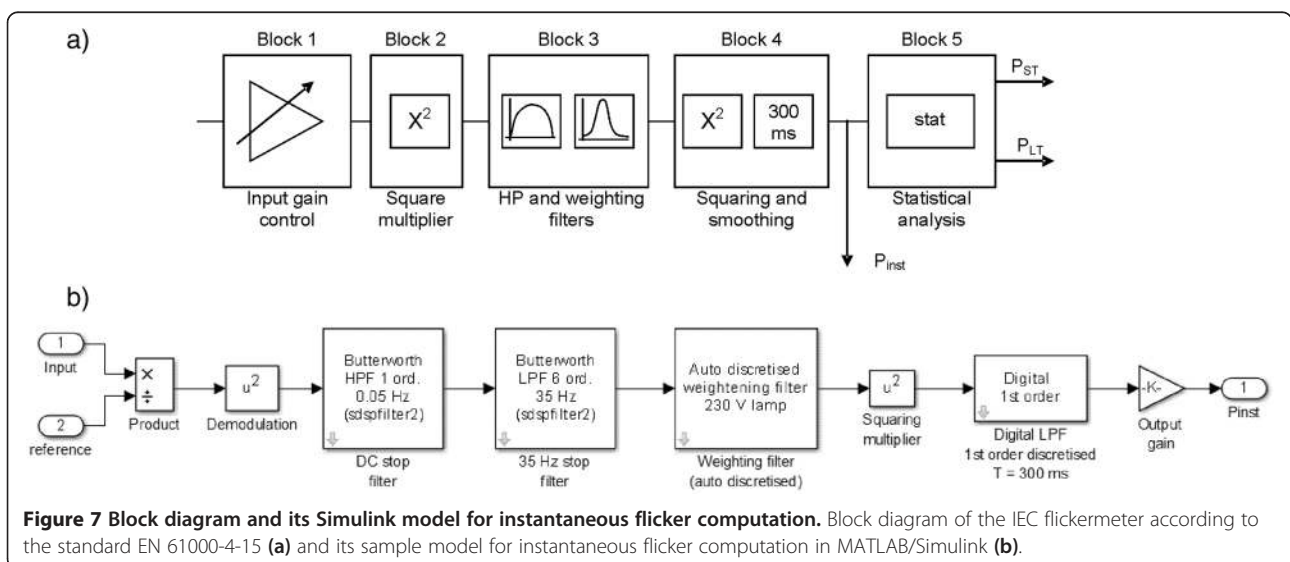 a)
Block 1
Block 2
Block 3
Block 4
Block 5
X²
X²
300
ms
stat
P_ST
P_LT
Input gain
control
Square
multiplier
HP and weighting
filters
Squaring and
smoothing
Statistical
analysis
P_inst
b)
1
Input
2
reference
×
÷
Product
u²
Demodulation
Butterworth
HPF 1 ord.
0.05 Hz
(sdspfilter2)
DC stop
filter
Butterworth
LPF 6 ord.
35 Hz
(sdspfilter2)
35 Hz stop
filter
Auto discretised
weightening filter
230 V lamp
Weighting filter
(auto discretised)
u²
Squaring
multiplier
Digital
1st order
Digital LPF
1st order discretised
T = 300 ms
-K-
Output
gain
1
Pinst
Figure 7 Block diagram and its Simulink model for instantaneous flicker computation. Block diagram of the IEC flickermeter according to
the standard EN 61000-4-15 (a) and its sample model for instantaneous flicker computation in MATLAB/Simulink (b).